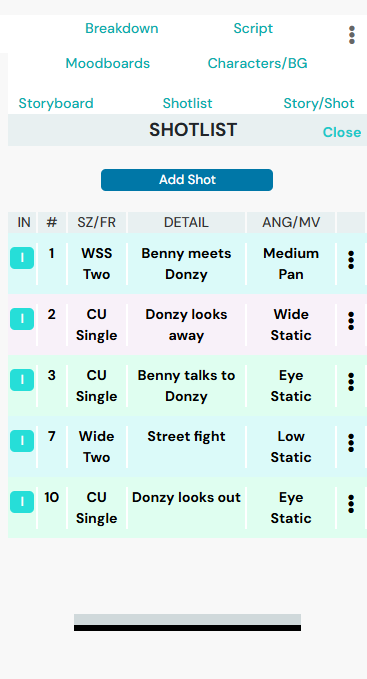 Breakdown Script
Moodboards Characters/BG
Storyboard Shotlist Story/Shot
SHOTLIST Close
Add Shot
IN # SZ/FR DETAIL ANG/MV
I 1 WSS Benny meets Medium
Two Donzy Pan
I 2 CU Donzy looks Wide
Single away Static
I 3 CU Benny talks to Eye
Single Donzy Static
I 7 Wide Street fight Low
Two Static
I 10 CU Donzy looks out Eye
Single Static